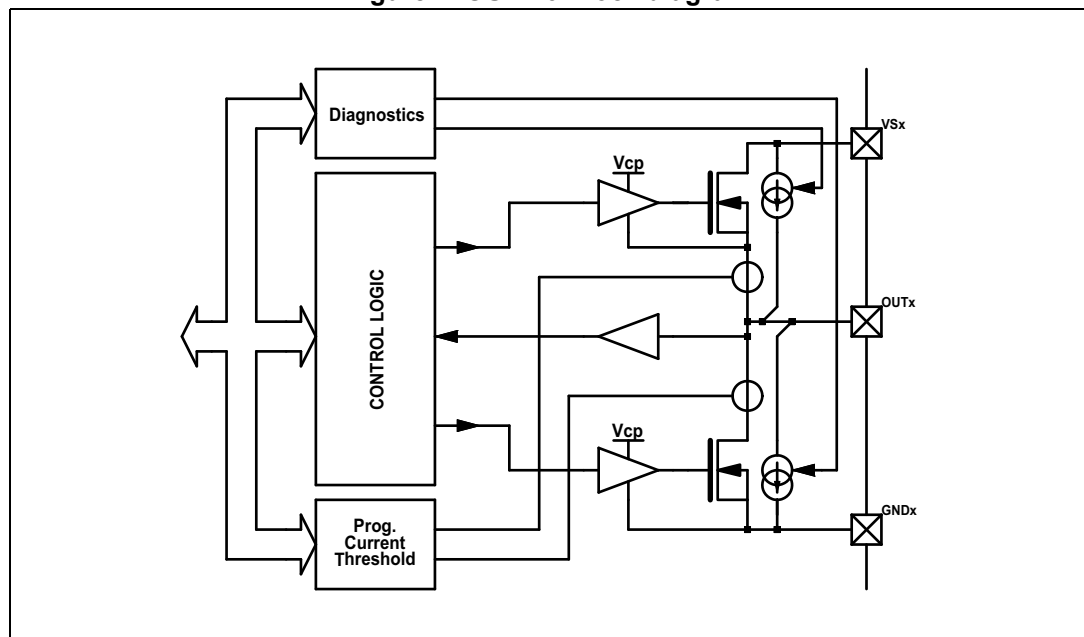 Diagnostics
VSx
Vcp
CONTROL LOGIC
OUTx
Vcp
Prog.
Current
Threshold
GNDx